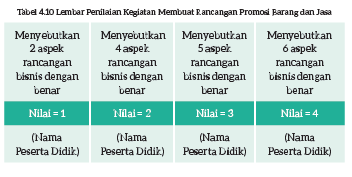 Tabel 4.10 Lembar Penilaian Kegiatan Membuat Rancangan Promosi Barang dan Jasa
Menyebutkan
2 aspek
rancangan
bisnis dengan
benar
Menyebutkan
4 aspek
rancangan
bisnis dengan
benar
Menyebutkan
5 aspek
rancangan
bisnis dengan
benar
Menyebutkan
6 aspek
rancangan
bisnis dengan
benar
Nilai = 1
Nilai = 2
Nilai = 3
Nilai = 4
(Nama
Peserta Didik)
(Nama
Peserta Didik)
(Nama
Peserta Didik)
(Nama
Peserta Didik)